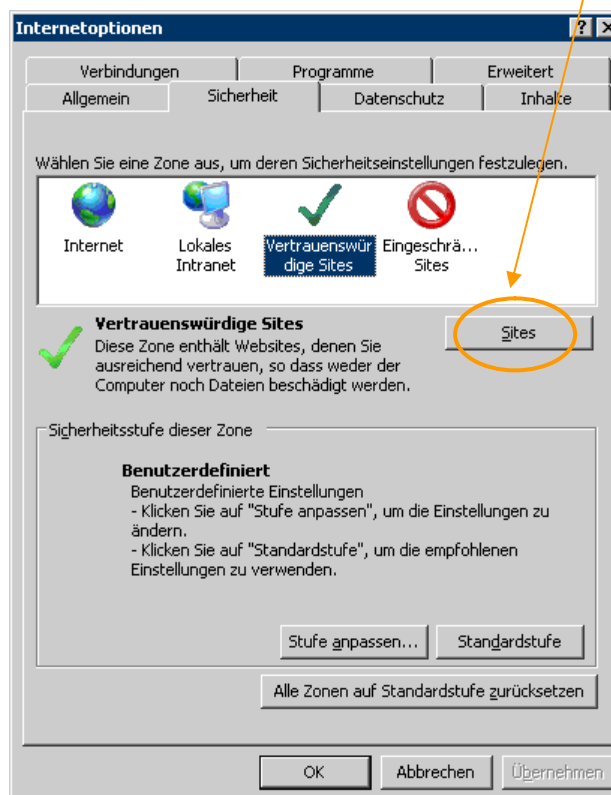 Internetoptionen
Verbindungen Programme Erweitert
Allgemein Sicherheit Datenschutz Inhalte
Wählen Sie eine Zone aus, um deren Sicherheitseinstellungen festzulegen.
Internet Lokales Vertrauenswür Eingeschrä...
Intranet dige Sites Sites
Vertrauenswürdige Sites
Sites
Diese Zone enthält Websites, denen Sie
ausreichend vertrauen, so dass weder der
Computer noch Dateien beschädigt werden.
Sicherheitsstufe dieser Zone
Benutzerdefiniert
Benutzerdefinierte Einstellungen
- Klicken Sie auf "Stufe anpassen", um die Einstellungen zu
ändern.
- Klicken Sie auf "Standardstufe", um die empfohlenen
Einstellungen zu verwenden.
Stufe anpassen... Standardstufe
Alle Zonen auf Standardstufe zurücksetzen
OK Abbrechen Übernehmen